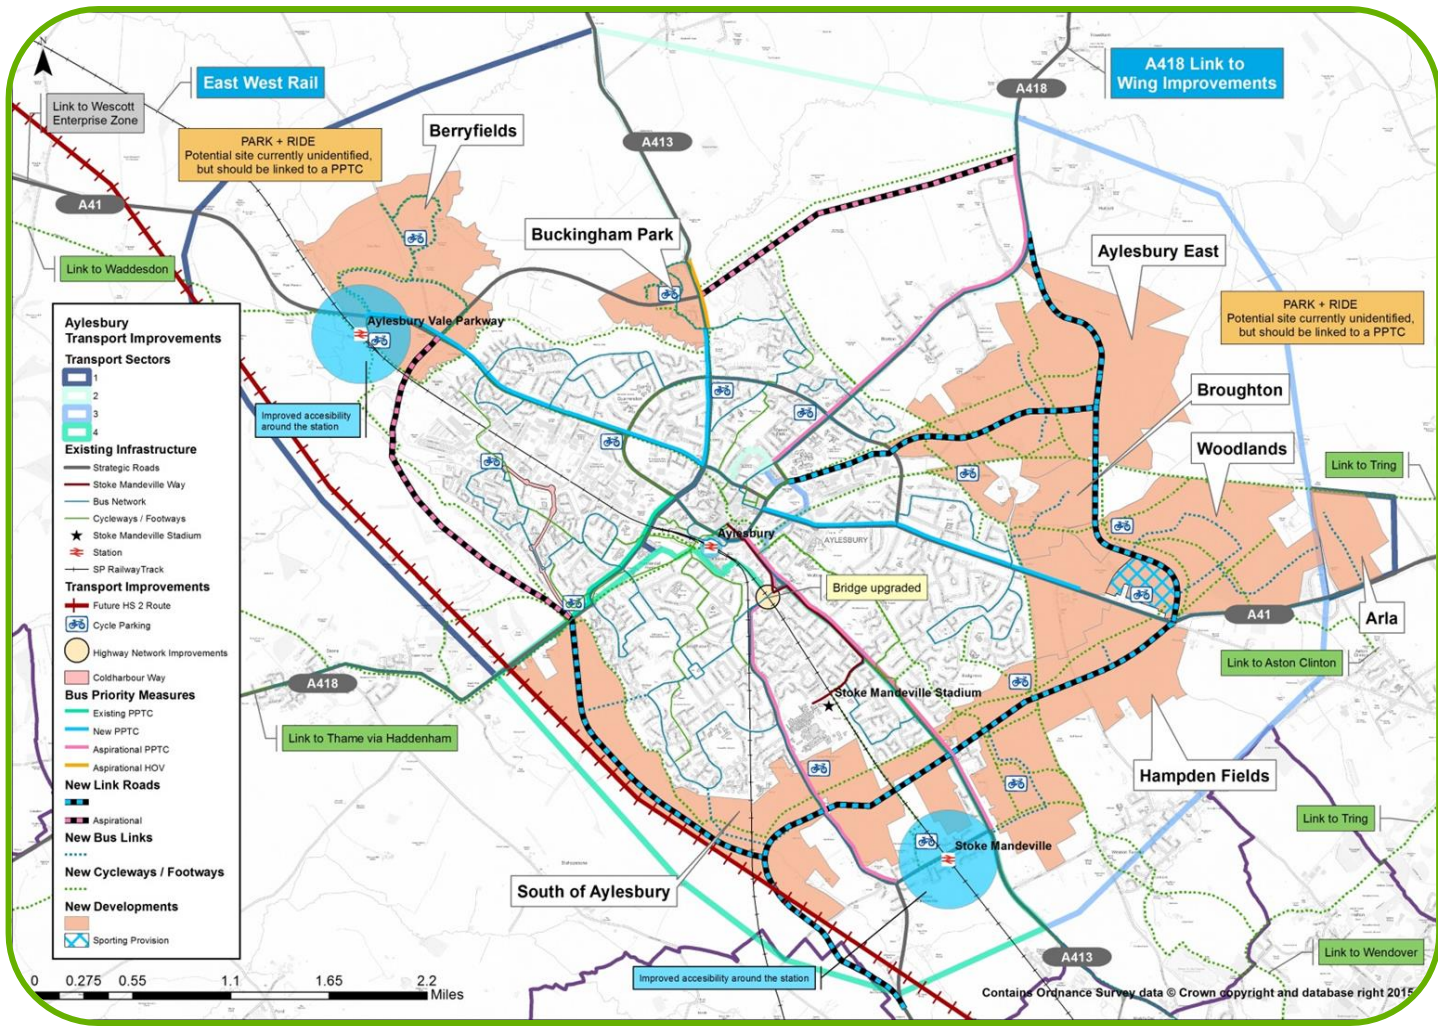 N
East West Rail
A418 Link to
Wing Improvements
A418
Link to Wescott
Enterprise Zone
Berryfields
PARK + RIDE
Potential site currently unidentified,
but should be linked to a PPTC
A413
A41
Buckingham Park
Aylesbury East
Link to Waddesdon
PARK + RIDE
Potential site currently unidentified,
but should be linked to a PPTC
Aylesbury Vale Parkway
Aylesbury
Transport Improvements
Transport Sectors
1
2
3
4
Existing Infrastructure
Strategic Roads
Stoke Mandeville Way
Bus Network
Cycleways / Footways
Stoke Mandeville Stadium
Station
SP RailwayTrack
Transport Improvements
Future HS 2 Route
Cycle Parking
Highway Network Improvements
Coldharbour Way
Bus Priority Measures
Existing PPTC
New PPTC
Aspirational PPTC
Aspirational HOV
New Link Roads
Aspirational
New Bus Links
New Cycleways / Footways
New Developments
Sporting Provision
Improved accesibility
around the station
Broughton
Woodlands
Link to Tring
Aylesbury
AYLESBURY
Bridge upgraded
A41
Arla
Link to Aston Clinton
A418
Stoke Mandeville Stadium
Link to Thame via Haddenham
Hampden Fields
Link to Tring
Stoke Mandeville
South of Aylesbury
Link to Wendover
A413
Improved accesibility around the station
0 0.275 0.55 1.1 1.65 2.2
Miles
Contains Ordnance Survey data © Crown copyright and database right 2015